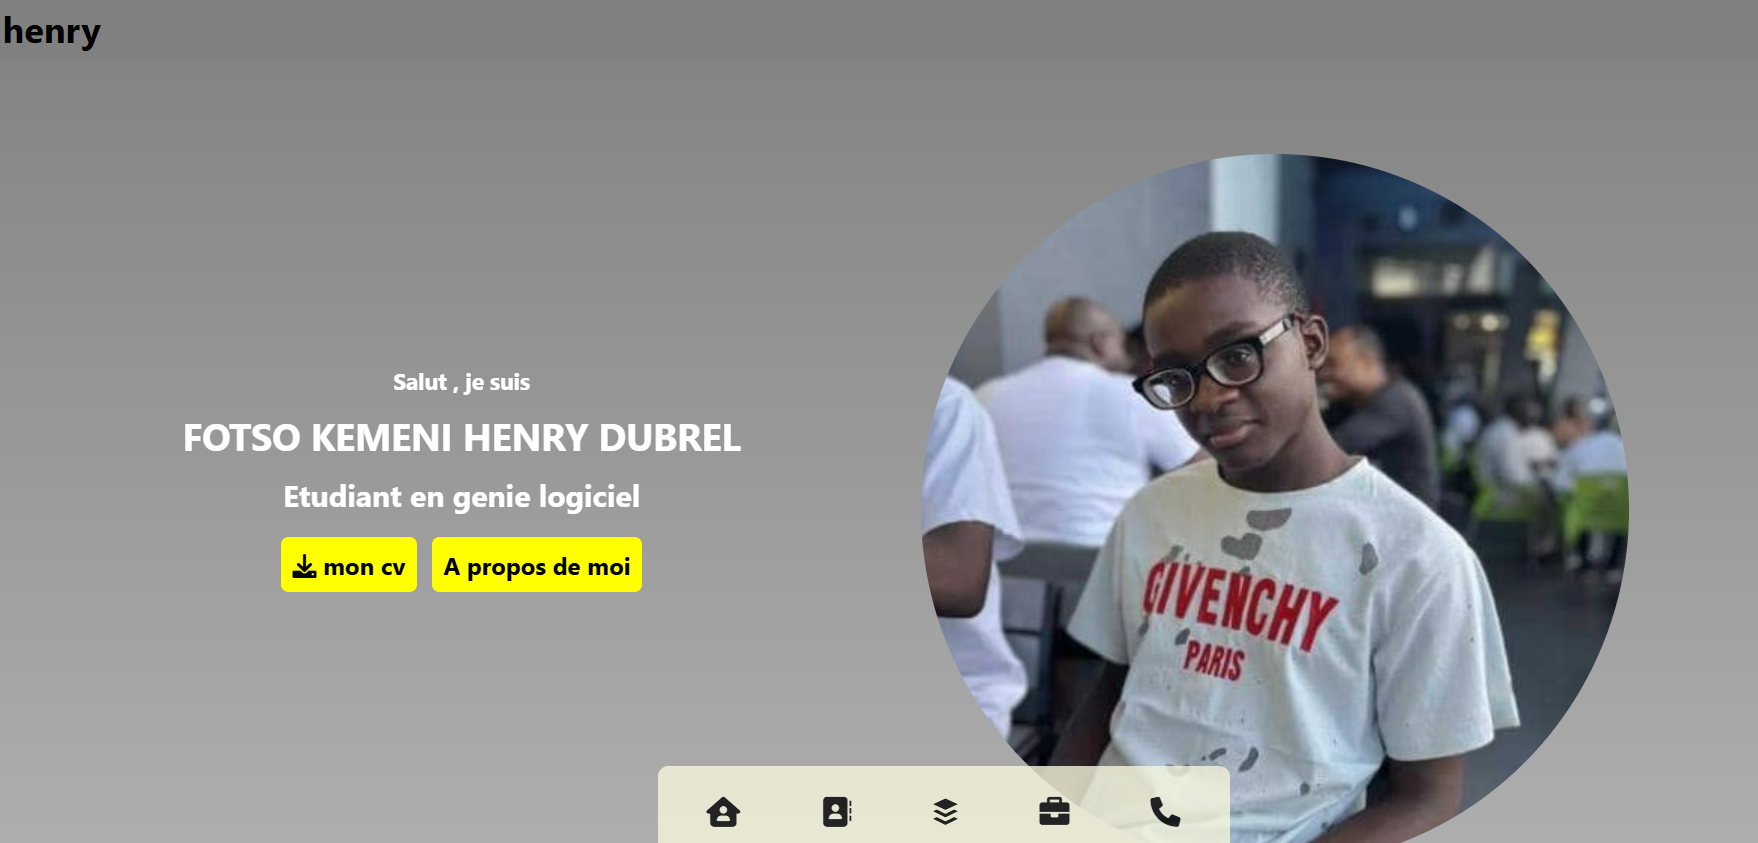 henry
Salut , je suis
FOTSO KEMENI HENRY DUBREL
Etudiant en genie logiciel
mon cv
A propos de moi
GIVENCHY
PARIS